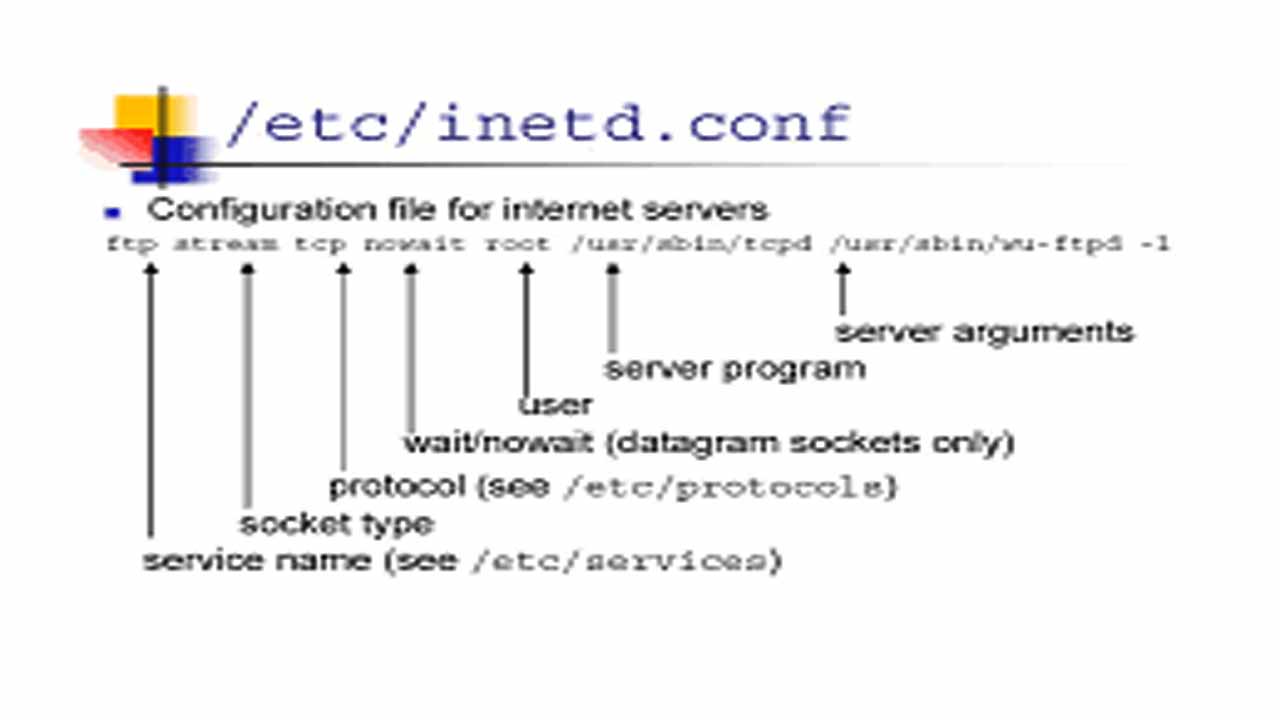 /etc/inetd.conf
Configuration file for internet servers
ftp stream tcp nowait root /usr/sbin/tcpd /usr/sbin/wu-ftpd -l
server arguments
server program
user
wait/nowait (datagram sockets only)
protocol (see /etc/protocols)
socket type
service name (see /etc/services)